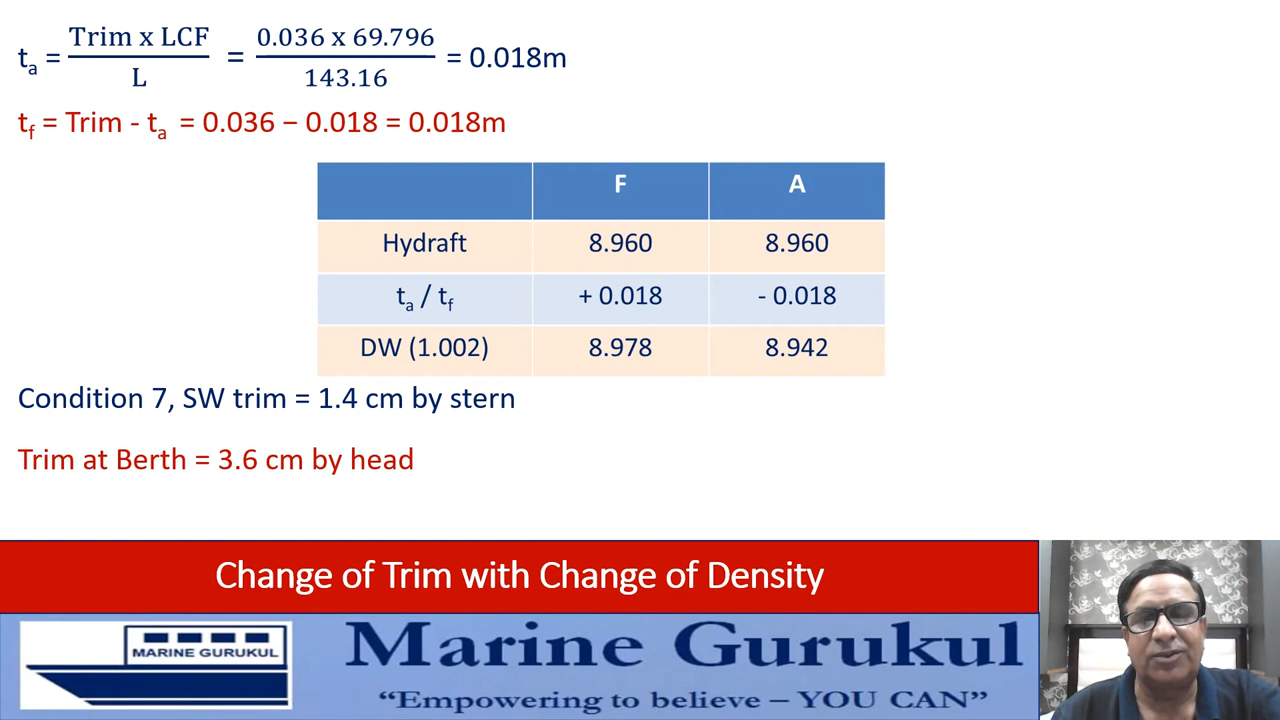 tₐ = Trim x LCF / L = 0.036 x 69.796 / 143.16 = 0.018m
t_f = Trim - tₐ = 0.036 – 0.018 = 0.018m
F A
Hydraft 8.960 8.960
tₐ / t_f + 0.018 - 0.018
DW (1.002) 8.978 8.942
Condition 7, SW trim = 1.4 cm by stern
Trim at Berth = 3.6 cm by head
Change of Trim with Change of Density
MARINE GURUKUL
Marine Gurukul
“Empowering to believe – YOU CAN”